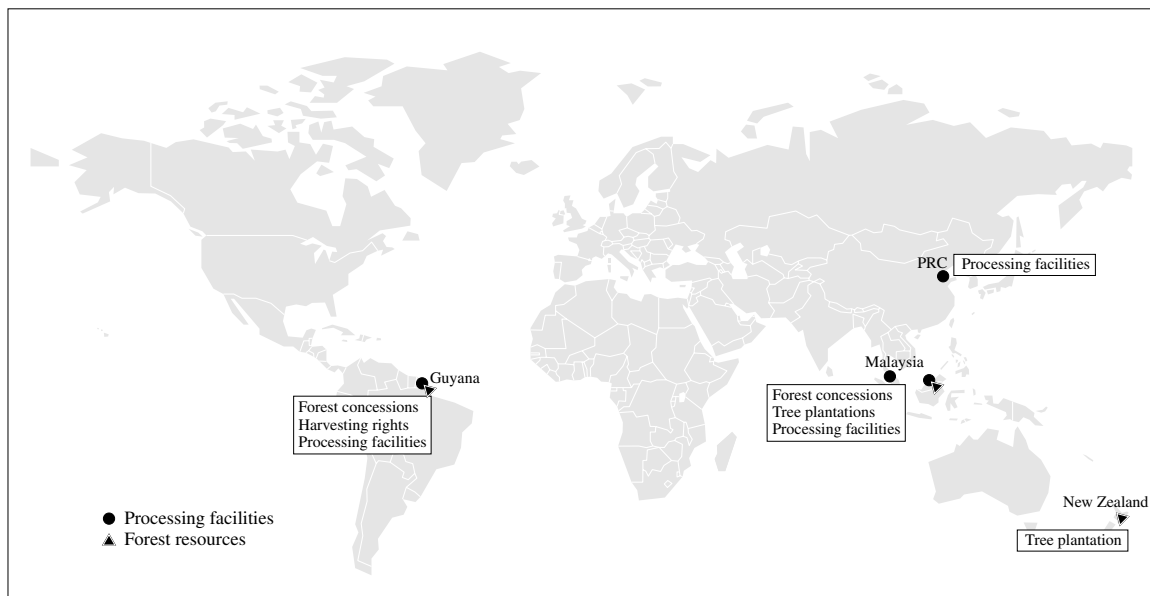 PRC
Processing facilities
Malaysia
Forest concessions
Tree plantations
Processing facilities
Guyana
Forest concessions
Harvesting rights
Processing facilities
New Zealand
Tree plantation
Processing facilities
Forest resources